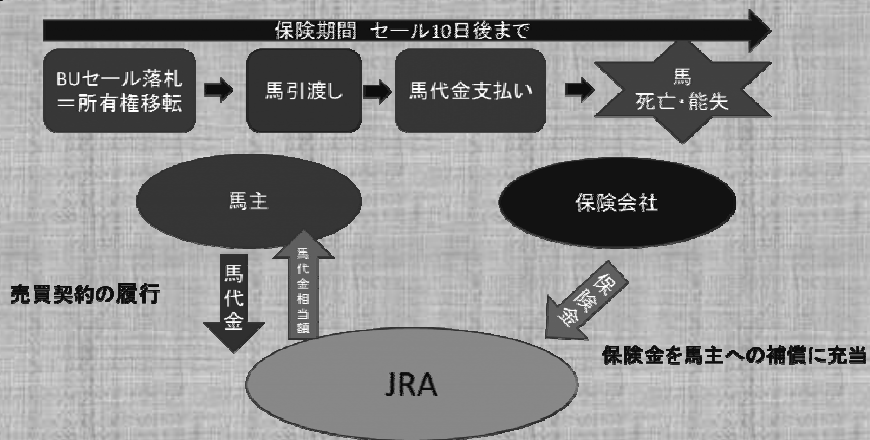 保険期間 セール10日後まで
BUセール落札
＝所有権移転
馬引渡し
馬代金支払い
馬
死亡・能失
馬主
保険会社
馬代金
馬代金相当額
保険金
売買契約の履行
保険金を馬主への補償に充当
JRA